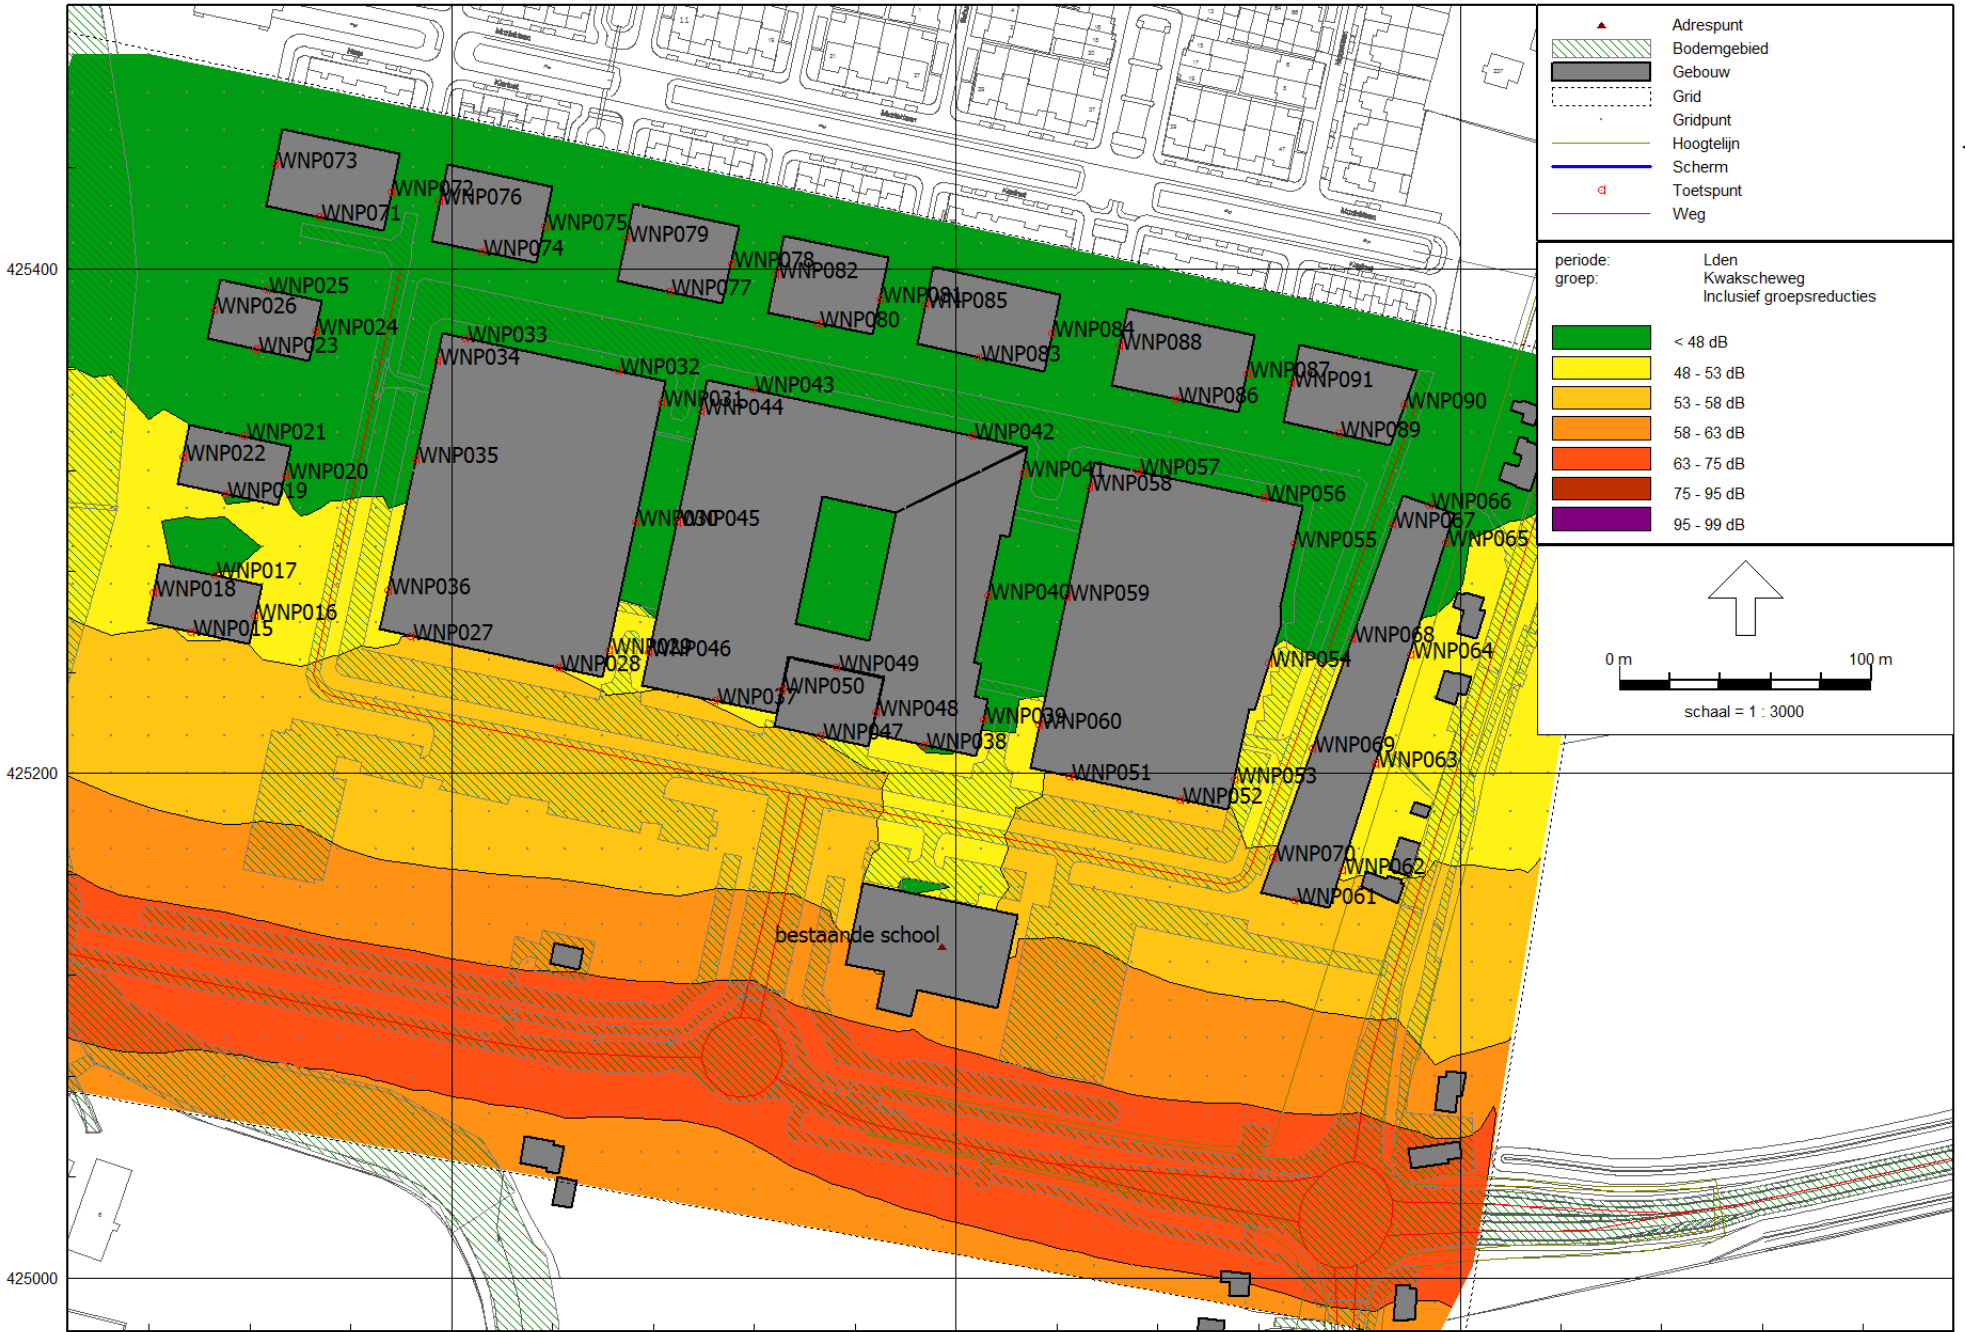 Adrespunt
Bodemgebied
Gebouw
Grid
Gridpunt
Hoogtelijn
Scherm
Toetspunt
Weg
periode: Lden
groep: Kwakscheweg
Inclusief groepsreducties
< 48 dB
48 - 53 dB
53 - 58 dB
58 - 63 dB
63 - 75 dB
75 - 95 dB
95 - 99 dB
0 m 100 m
schaal = 1 : 3000
425400
425200
425000
WNP073
WNP072
WNP071
WNP076
WNP075
WNP074
WNP079
WNP078
WNP077
WNP082
WNP081
WNP080
WNP085
WNP084
WNP083
WNP088
WNP087
WNP086
WNP091
WNP090
WNP089
WNP025
WNP026
WNP024
WNP023
WNP033
WNP034
WNP032
WNP031
WNP043
WNP044
WNP042
WNP041
WNP057
WNP058
WNP056
WNP055
WNP066
WNP067
WNP065
WNP021
WNP022
WNP020
WNP019
WNP035
WNP030
WNP045
WNP017
WNP018
WNP016
WNP015
WNP036
WNP027
WNP028
WNP029
WNP046
WNP040
WNP059
WNP068
WNP064
WNP054
WNP049
WNP050
WNP037
WNP048
WNP047
WNP039
WNP038
WNP060
WNP051
WNP053
WNP052
WNP069
WNP063
WNP070
WNP062
WNP061
bestaande school